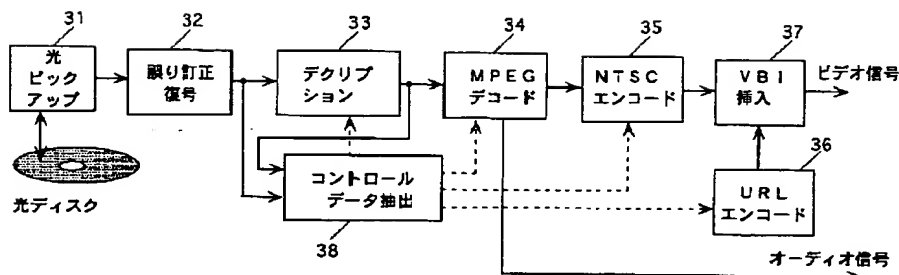 31
光
ピック
アップ
光ディスク
32
誤り訂正
復号
33
デクリプ
ション
34
MPEG
デコード
35
NTSC
エンコード
37
VBI
挿入
ビデオ信号
36
URL
エンコード
コントロール
データ抽出
38
オーディオ信号